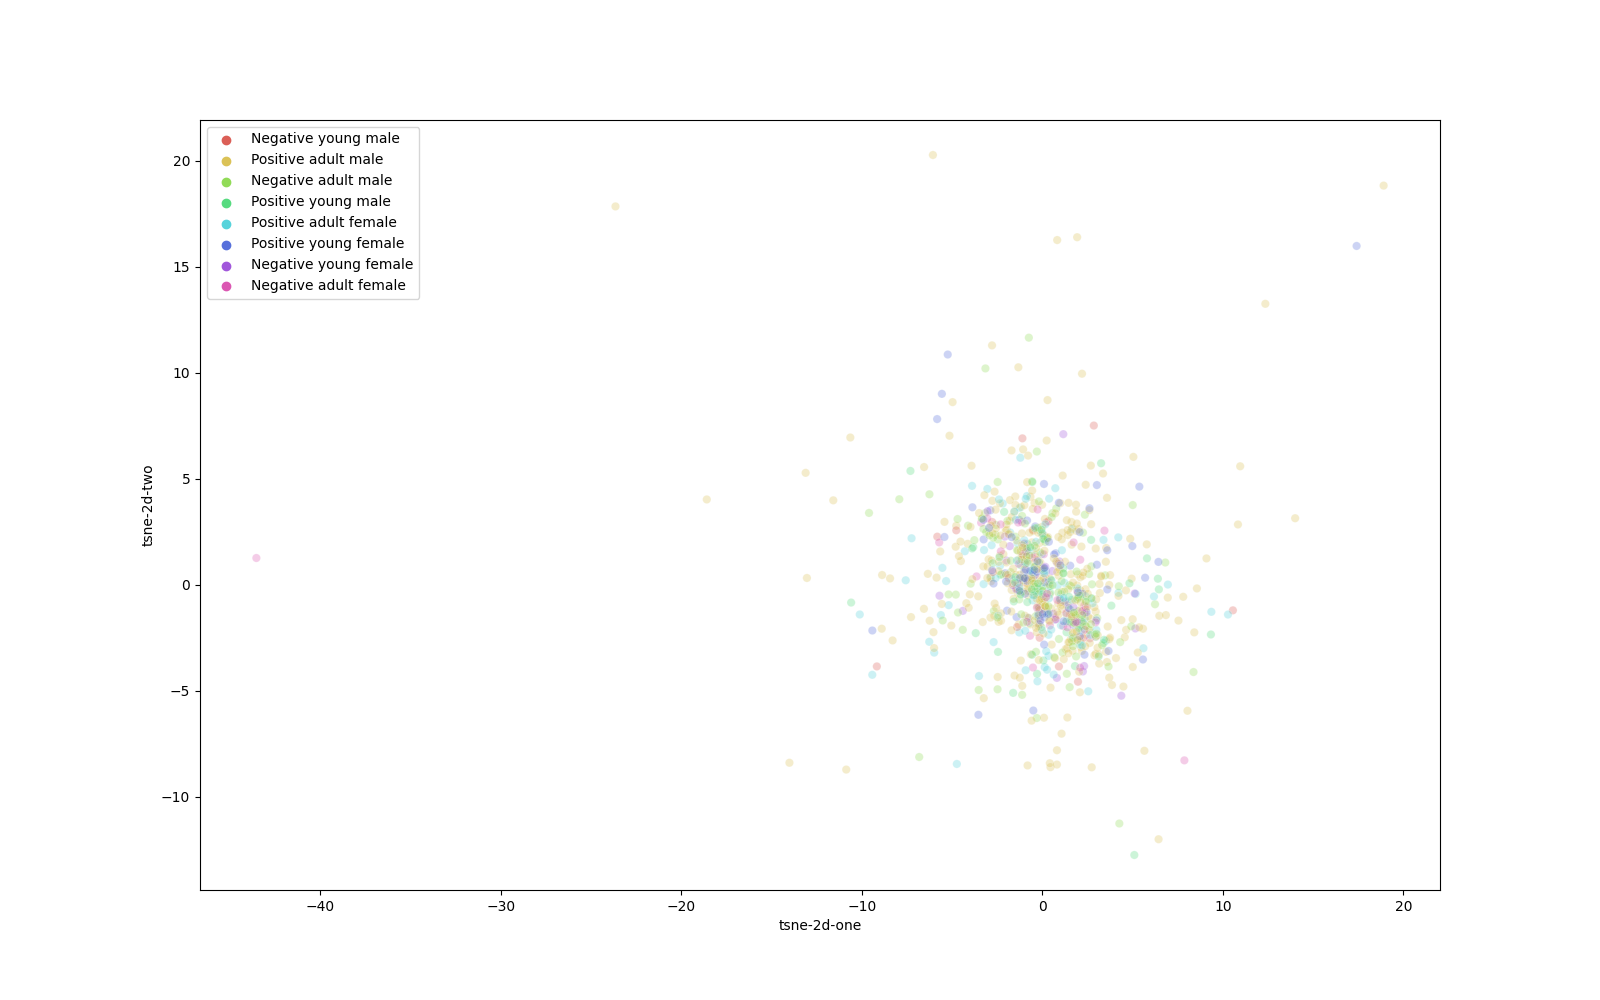 Negative young male
Positive adult male
Negative adult male
Positive young male
Positive adult female
Positive young female
Negative young female
Negative adult female
20
15
10
5
0
−5
−10
tsne-2d-two
−40
−30
−20
−10
0
10
20
tsne-2d-one